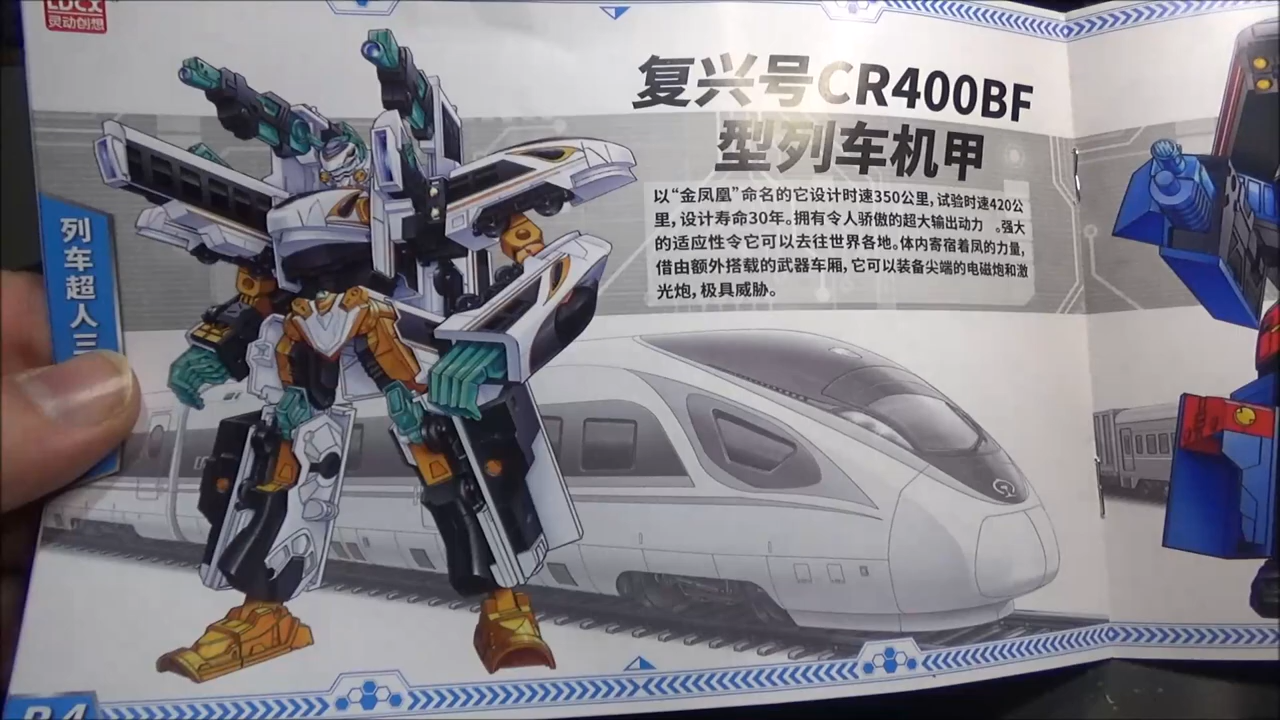 LDCX
灵动创想
复兴号CR400BF
型列车机甲
以“金凤凰”命名的它设计时速350公里,试验时速420公
里,设计寿命30年。拥有令人骄傲的超大输出动力 。强大
的适应性令它可以去往世界各地。体内寄宿着凤的力量,
借由额外搭载的武器车厢,它可以装备尖端的电磁炮和激
光炮,极具威胁。
列车超人三